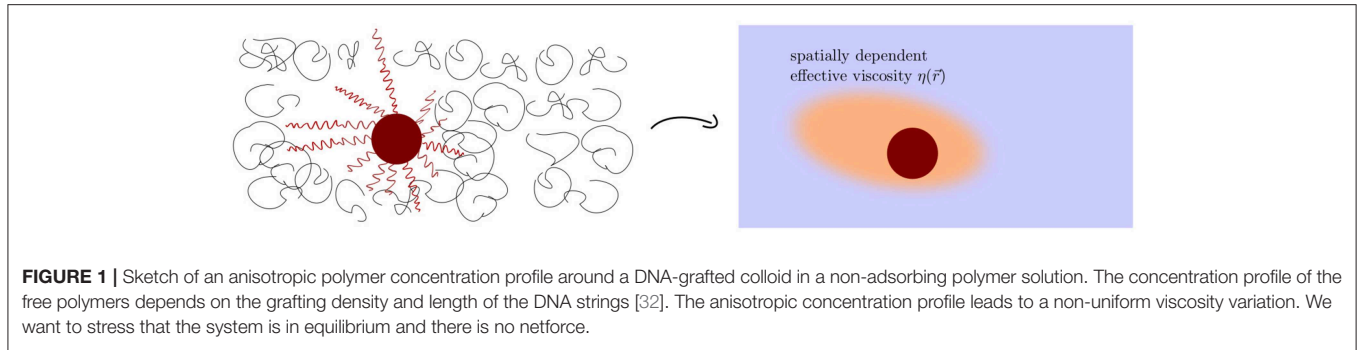 spatially dependent
effective viscosity η(r⃗)
FIGURE 1 | Sketch of an anisotropic polymer concentration profile around a DNA-grafted colloid in a non-adsorbing polymer solution. The concentration profile of the
free polymers depends on the grafting density and length of the DNA strings [32]. The anisotropic concentration profile leads to a non-uniform viscosity variation. We
want to stress that the system is in equilibrium and there is no netforce.